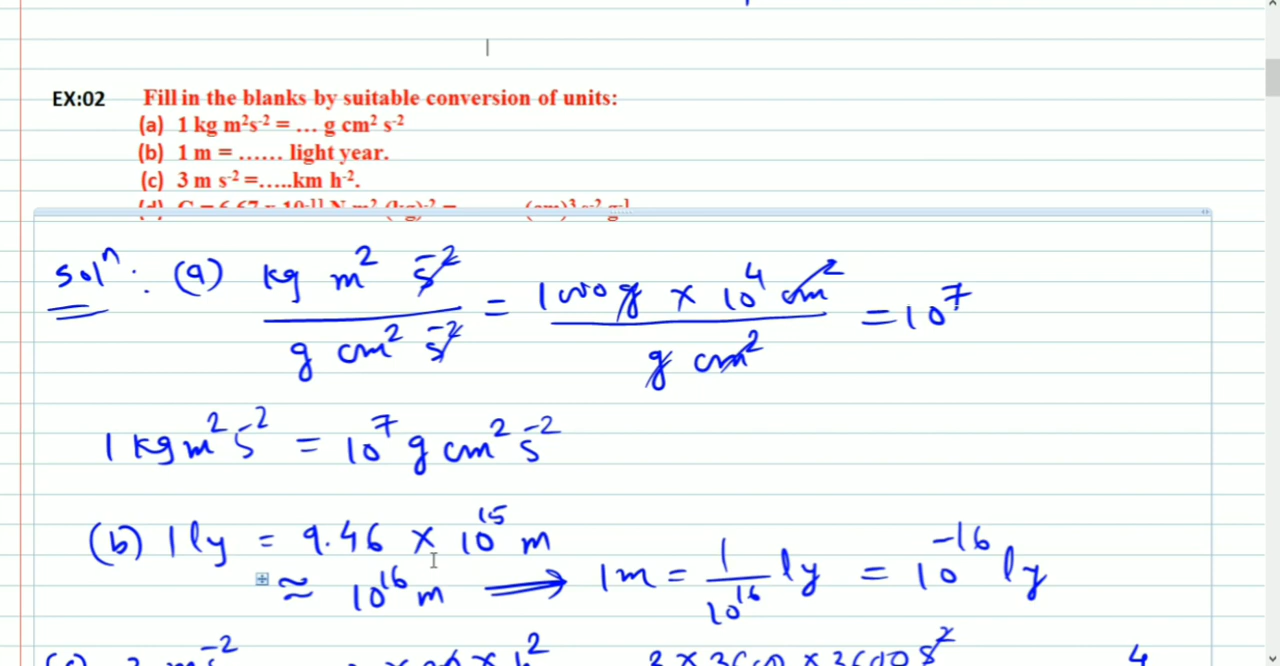 EX:02 Fill in the blanks by suitable conversion of units:
(a) 1 kg m²s⁻² = ... g cm² s⁻²
(b) 1 m = ...... light year.
(c) 3 m s⁻² =.....km h⁻².
Solⁿ: (a) kg m² s⁻² / g cm² s⁻² = 1000g × 10⁴ cm² / g cm² = 10⁷
1 kg m² s⁻² = 10⁷ g cm² s⁻²
(b) 1 ly = 9.46 × 10¹⁵ m
≈ 10¹⁶ m ⟹ 1m = 1/10¹⁶ ly = 10⁻¹⁶ ly